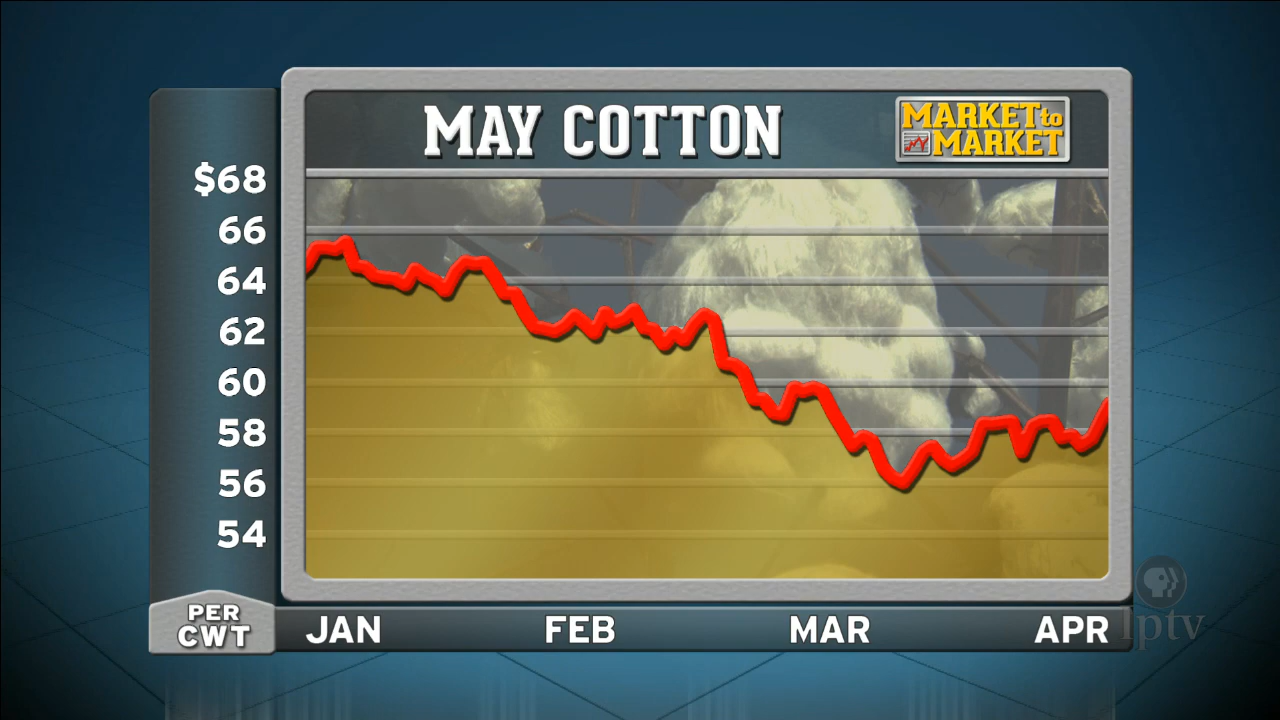 MAY COTTON
MARKET to
MARKET
$68
66
64
62
60
58
56
54
PER
CWT
JAN FEB MAR APR
iptv